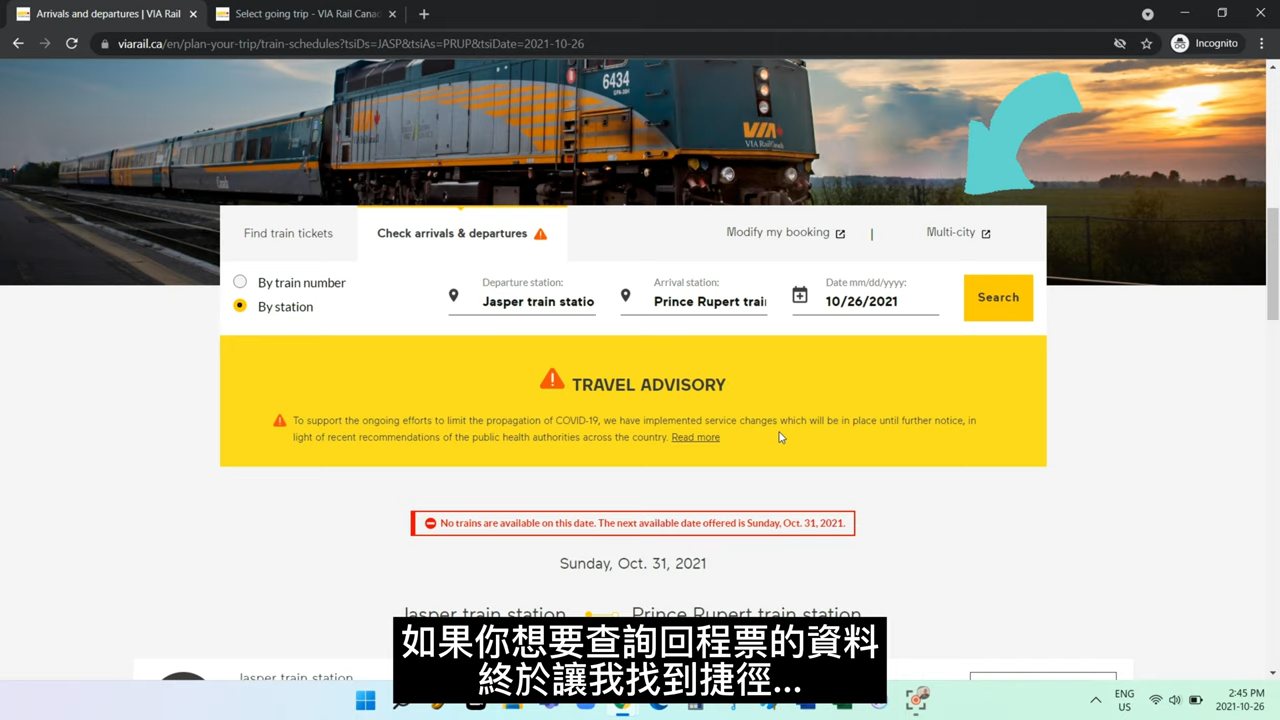 Arrivals and departures | VIA Rail
Select going trip - VIA Rail Canad
viarail.ca/en/plan-your-trip/train-schedules?tsiDs=JASP&tsiAs=PRUP&tsiDate=2021-10-26
Incognito
6434
VIA
VIA Rail Canada
Canada
Find train tickets
Check arrivals & departures
Modify my booking
|
Multi-city
By train number
By station
Departure station:
Jasper train statio
Arrival station:
Prince Rupert trai
Date mm/dd/yyyy:
10/26/2021
Search
TRAVEL ADVISORY
To support the ongoing efforts to limit the propagation of COVID-19, we have implemented service changes which will be in place until further notice, in
light of recent recommendations of the public health authorities across the country. Read more
No trains are available on this date. The next available date offered is Sunday, Oct. 31, 2021.
Sunday, Oct. 31, 2021
Jasper train station
Prince Rupert train station
Jasper train station
如果你想要查詢回程票的資料
終於讓我找到捷徑...
ENG
US
2:45 PM
2021-10-26